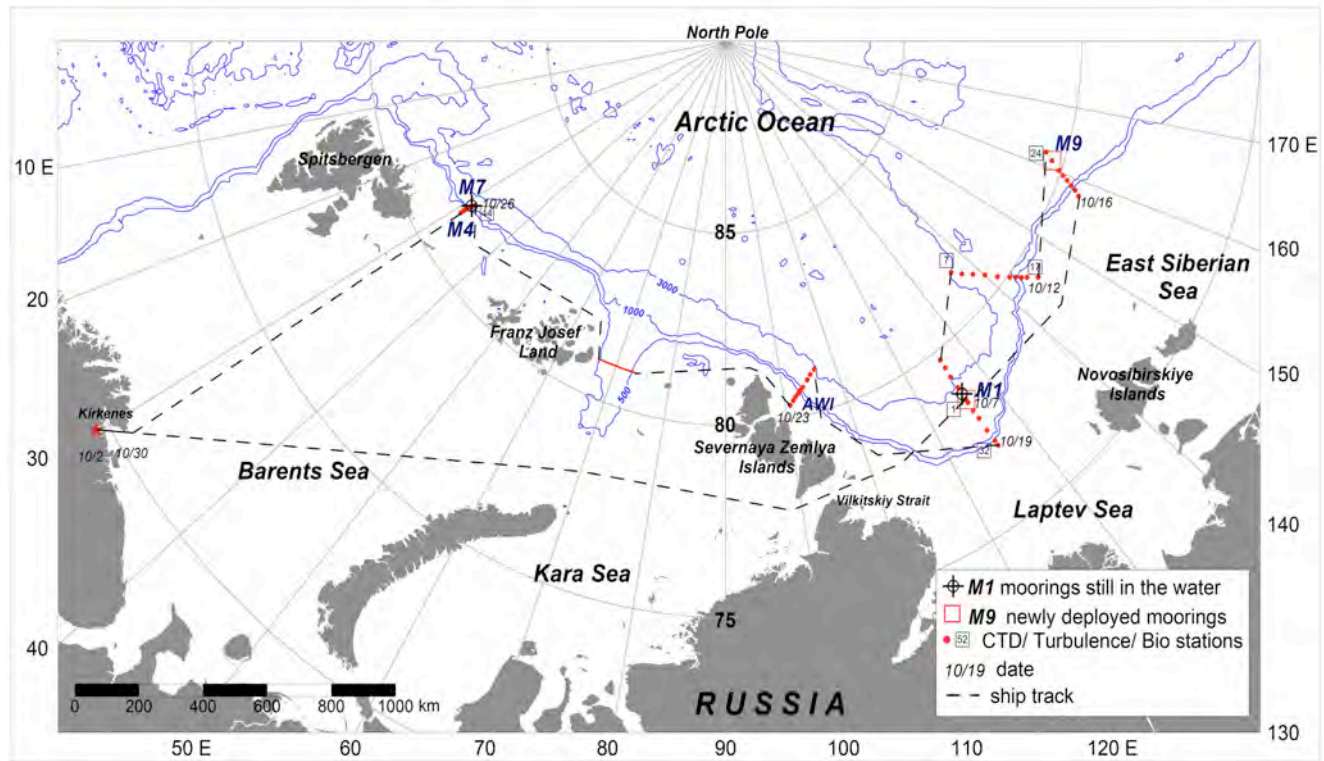 North Pole
Arctic Ocean
Spitsbergen
10 E
170 E
M9
24
10/16
M7
10/26
44
M4
85
160
East Siberian
Sea
7
17
10/12
3000
1000
20
Franz Josef
Land
500
150
Novosibirskiye
Islands
M1
1
10/7
AWI
10/23
80
Severnaya Zemlya
Islands
10/19
32
Kirkenes
10/2
10/30
30
Barents Sea
Vilkitskiy Strait
Laptev Sea
140
Kara Sea
75
M1 moorings still in the water
M9 newly deployed moorings
52 CTD/ Turbulence/ Bio stations
10/19 date
ship track
40
0 200 400 600 800 1000 km
RUSSIA
130
50 E 60 70 80 90 100 110 120 E